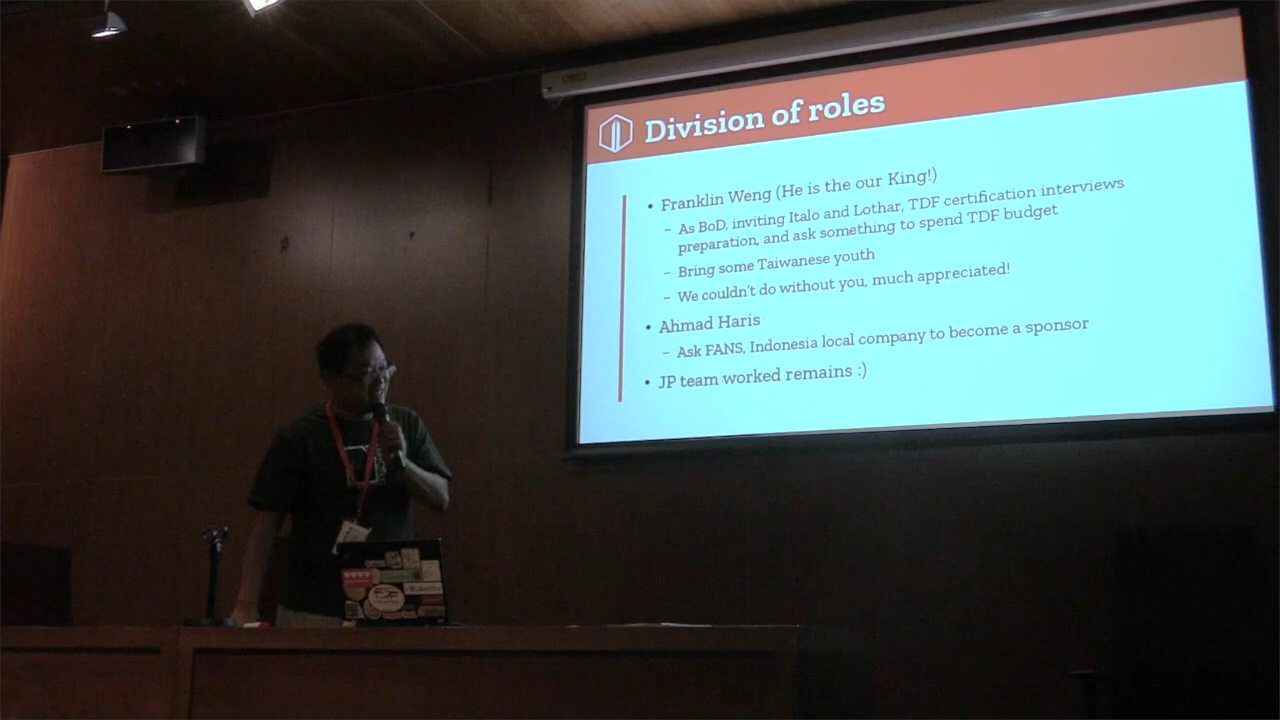 Division of roles
• Franklin Weng (He is the our King!)
– As BoD, inviting Italo and Lothar, TDF certification interviews
preparation, and ask something to spend TDF budget
– Bring some Taiwanese youth
– We couldn't do without you, much appreciated!
• Ahmad Haris
– Ask FANS, Indonesia local company to become a sponsor
• JP team worked remains :)